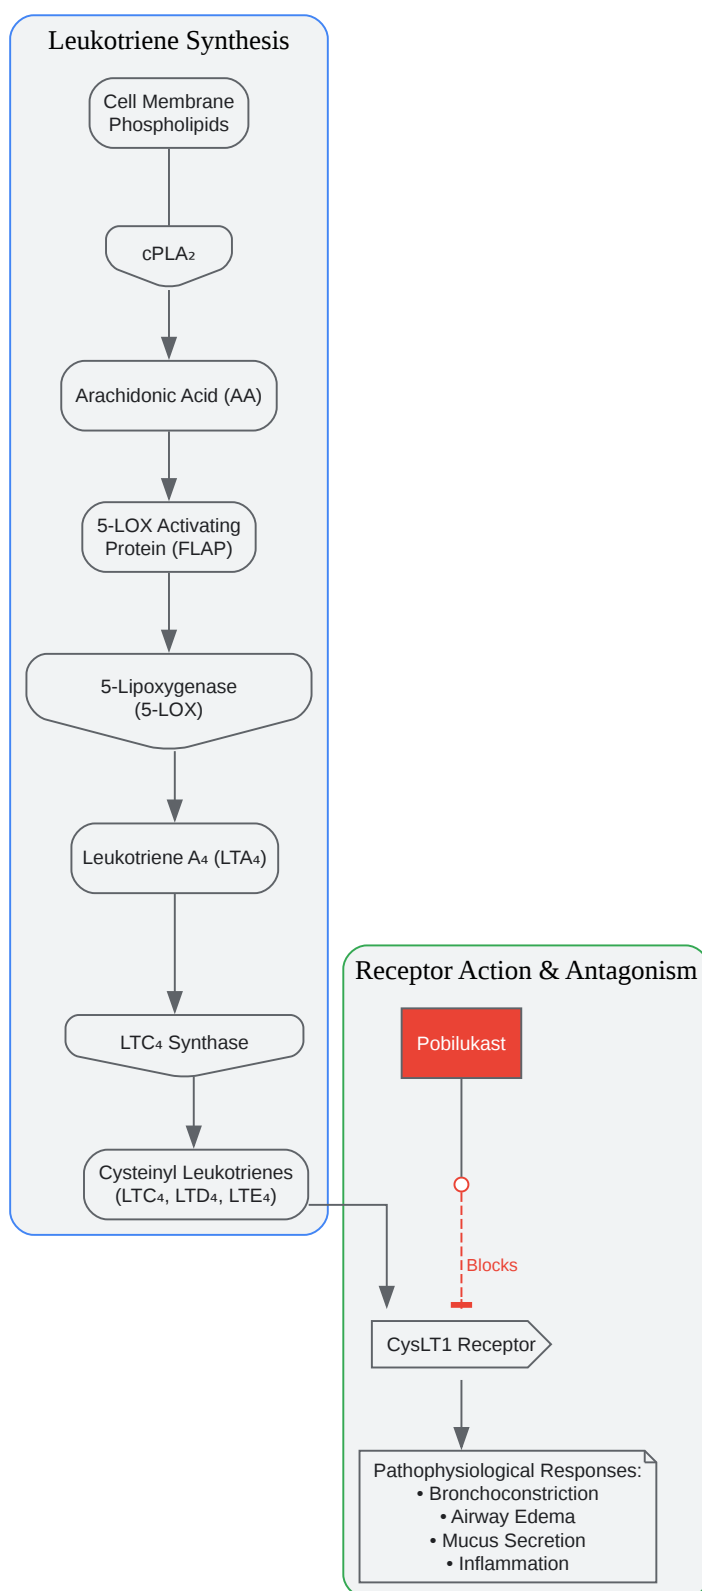 Leukotriene Synthesis
Cell Membrane
Phospholipids
cPLA₂
Arachidonic Acid (AA)
5-LOX Activating
Protein (FLAP)
5-Lipoxygenase
(5-LOX)
Leukotriene A₄ (LTA₄)
LTC₄ Synthase
Cysteinyl Leukotrienes
(LTC₄, LTD₄, LTE₄)
Receptor Action & Antagonism
Pobilukast
Blocks
CysLT1 Receptor
Pathophysiological Responses:
• Bronchoconstriction
• Airway Edema
• Mucus Secretion
• Inflammation